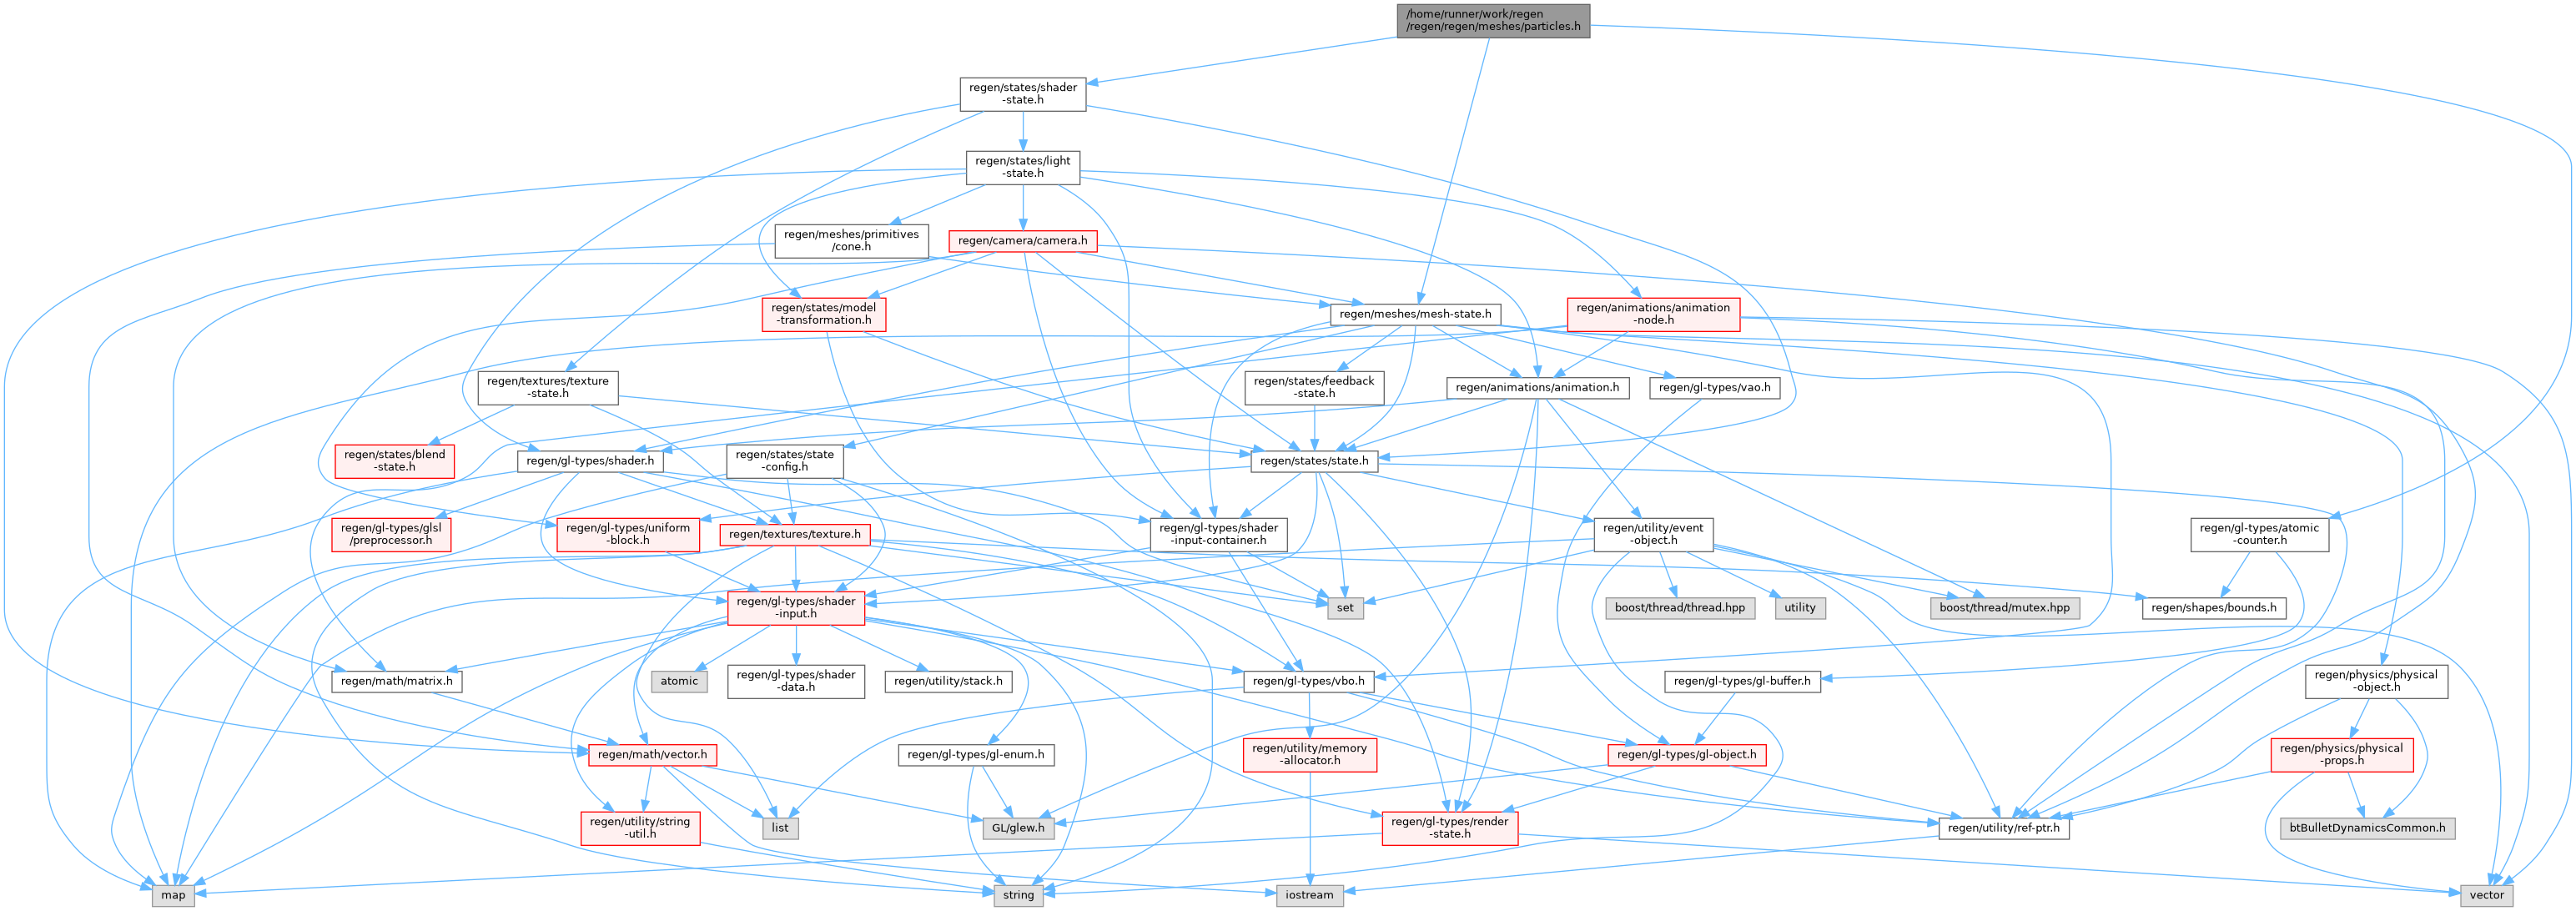 /home/runner/work/regen
/regen/regen/meshes/particles.h
regen/states/shader
-state.h
regen/states/light
-state.h
regen/meshes/primitives
/cone.h
regen/camera/camera.h
regen/states/model
-transformation.h
regen/meshes/mesh-state.h
regen/animations/animation
-node.h
regen/textures/texture
-state.h
regen/states/feedback
-state.h
regen/animations/animation.h
regen/gl-types/vao.h
regen/states/blend
-state.h
regen/gl-types/shader.h
regen/states/state
-config.h
regen/states/state.h
regen/gl-types/glsl
/preprocessor.h
regen/gl-types/uniform
-block.h
regen/textures/texture.h
regen/gl-types/shader
-input-container.h
regen/utility/event
-object.h
regen/gl-types/atomic
-counter.h
regen/gl-types/shader
-input.h
set
boost/thread/thread.hpp
utility
boost/thread/mutex.hpp
regen/shapes/bounds.h
regen/math/matrix.h
atomic
regen/gl-types/shader
-data.h
regen/utility/stack.h
regen/gl-types/vbo.h
regen/gl-types/gl-buffer.h
regen/physics/physical
-object.h
regen/math/vector.h
regen/gl-types/gl-enum.h
regen/utility/memory
-allocator.h
regen/gl-types/gl-object.h
regen/physics/physical
-props.h
regen/utility/string
-util.h
list
GL/glew.h
regen/gl-types/render
-state.h
regen/utility/ref-ptr.h
btBulletDynamicsCommon.h
map
string
iostream
vector